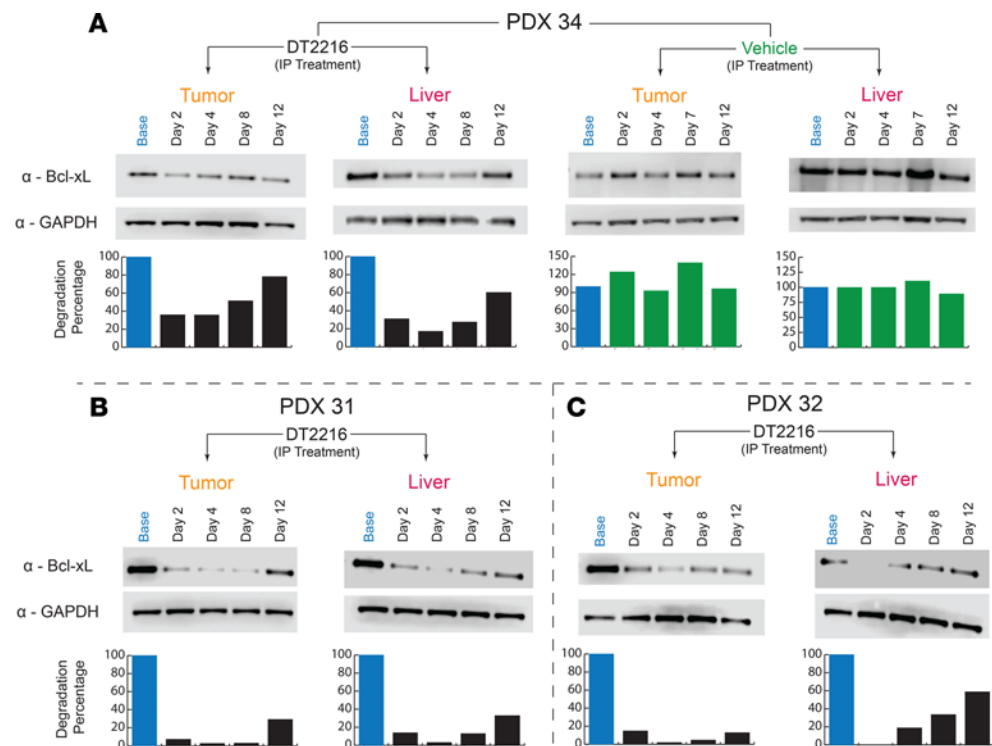 A
PDX 34
DT2216
(IP Treatment)
Vehicle
(IP Treatment)
Tumor
Liver
Tumor
Liver
Base Day 2 Day 4 Day 8 Day 12
Base Day 2 Day 4 Day 8 Day 12
Base Day 2 Day 4 Day 7 Day 12
Base Day 2 Day 4 Day 7 Day 12
α - Bcl-xL
α - GAPDH
Degradation
Percentage
100
80
60
40
20
0
100
80
60
40
20
0
150
125
100
75
50
30
0
150
125
100
75
50
25
0
B
PDX 31
DT2216
(IP Treatment)
Tumor
Liver
Base Day 2 Day 4 Day 8 Day 12
Base Day 2 Day 4 Day 8 Day 12
α - Bcl-xL
α - GAPDH
Degradation
Percentage
100
80
60
40
20
100
80
60
40
20
C
PDX 32
DT2216
(IP Treatment)
Tumor
Liver
Base Day 2 Day 4 Day 8 Day 12
Base Day 2 Day 4 Day 8 Day 12
100
80
60
40
20
0
100
80
60
40
20
0